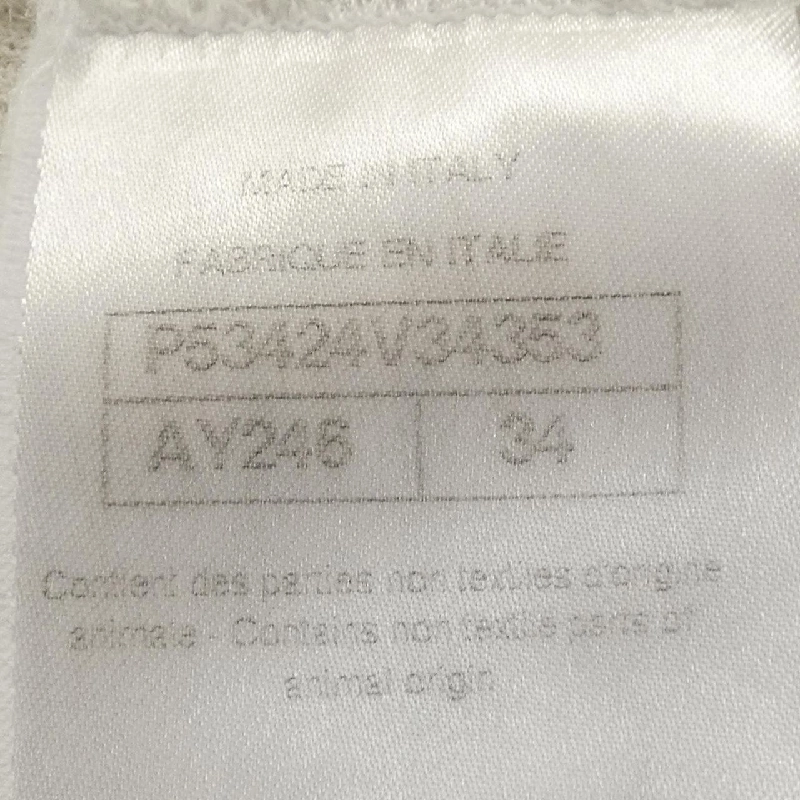 MADE IN ITALY
FABRIQUE EN ITALIE
P53424V34353
AY246 34
Contient des parties non textiles d'origine
animale - Contains non textile parts of
animal origin